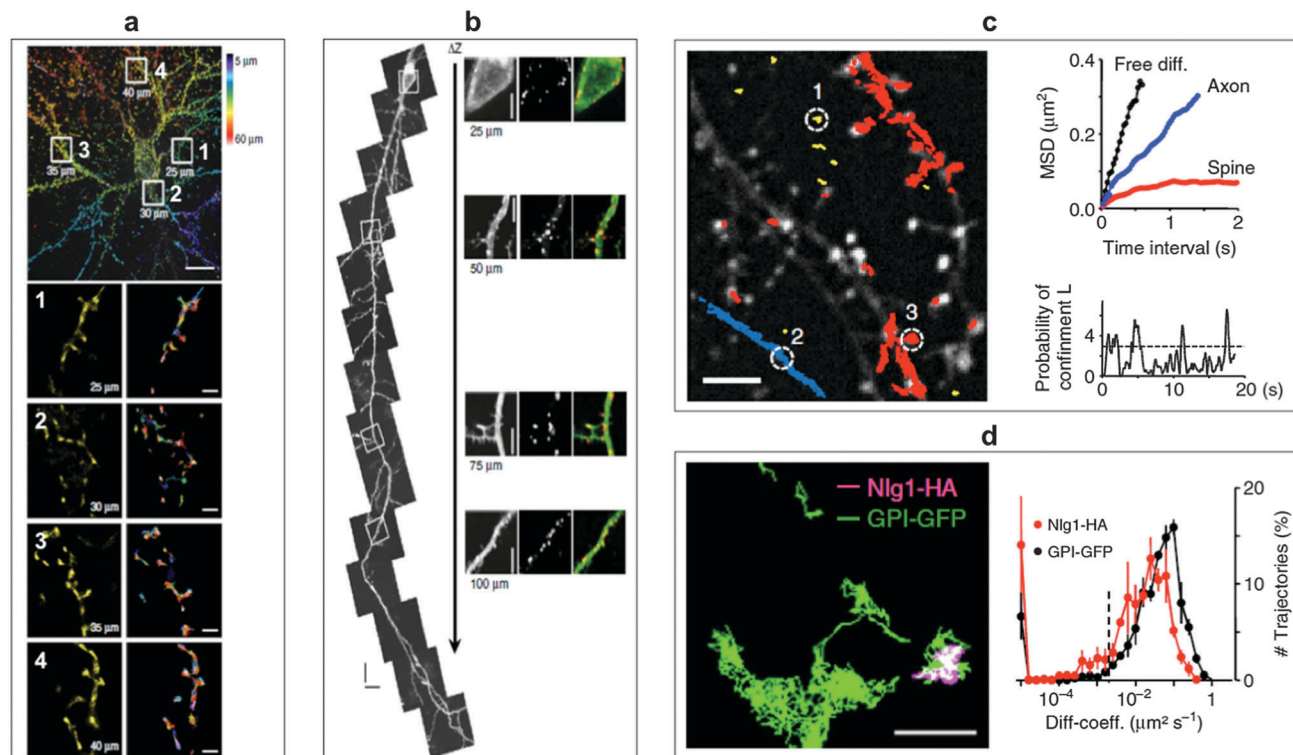 a
4
40 µm
5 µm
60 µm
3
35 µm
1
25 µm
2
30 µm
1
25 µm
2
30 µm
3
35 µm
4
40 µm
b
ΔZ
25 µm
50 µm
75 µm
100 µm
c
1
2
3
0.4
0.2
0.0
MSD (µm²)
Free diff.
Axon
Spine
0
1
2
Time interval (s)
Probability of
confinment L
4
0
0
10
20
(s)
d
Nlg1-HA
GPI-GFP
Nlg1-HA
GPI-GFP
20
10
0
# Trajectories (%)
10⁻⁴
10⁻²
1
Diff-coeff. (µm² s⁻¹)